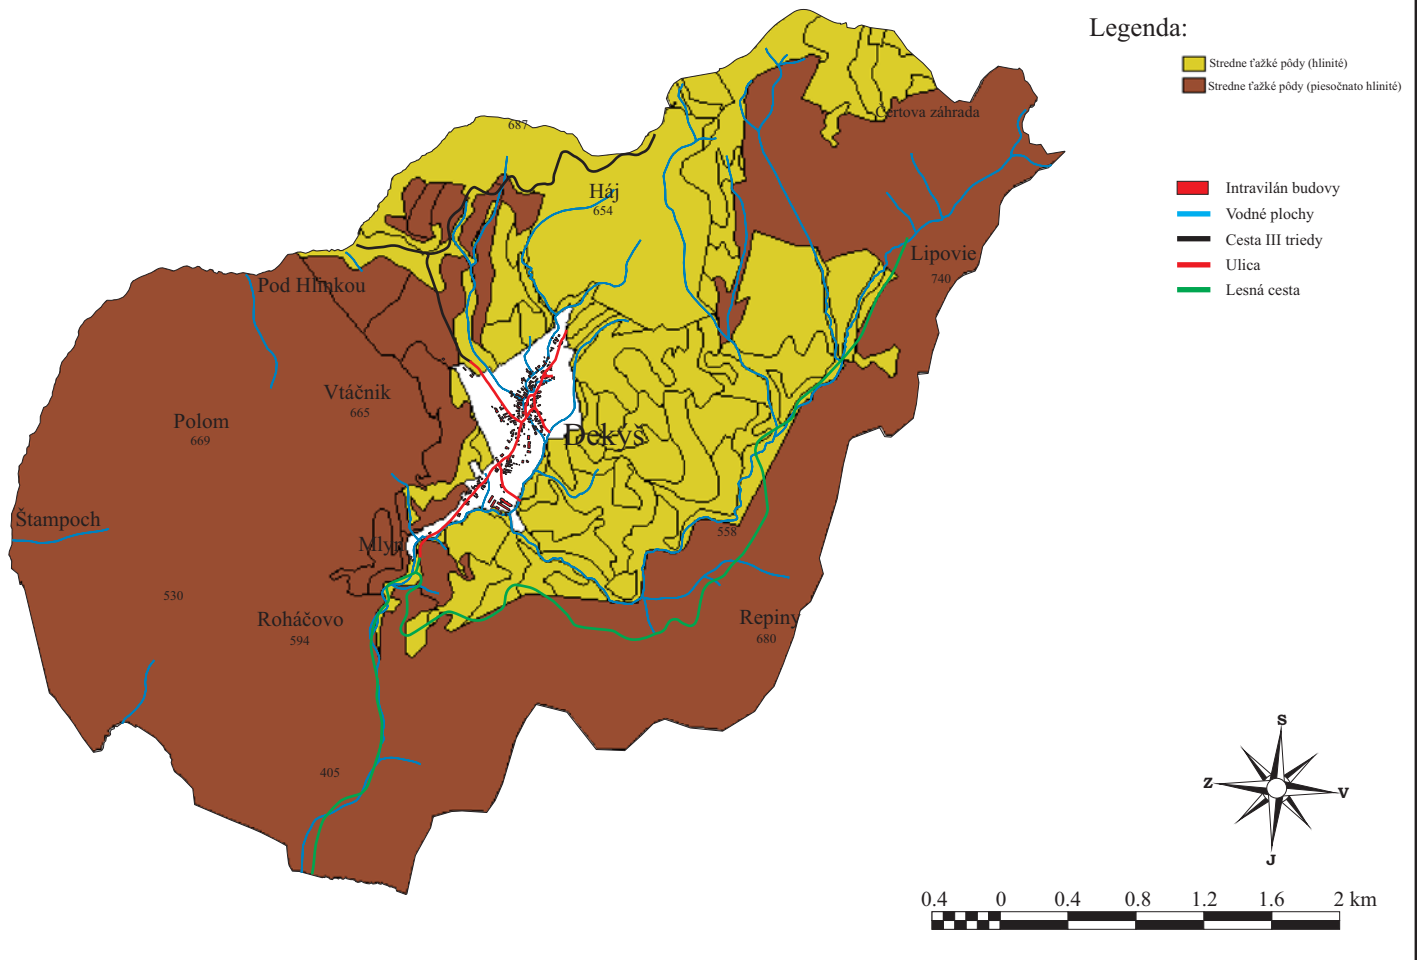 Legenda:
Stredne ťažké pôdy (hlinité)
Stredne ťažké pôdy (piesočnato hlinité)
Intravilán budovy
Vodné plochy
Cesta III triedy
Ulica
Lesná cesta
Čertova záhrada
687
Háj
654
Lipovie
740
Pod Hlinkou
Vtáčnik
665
Polom
669
Dekýš
Štampoch
558
Mlyn
530
Roháčovo
594
Repiny
680
405
S
Z
V
J
0.4 0 0.4 0.8 1.2 1.6 2 km